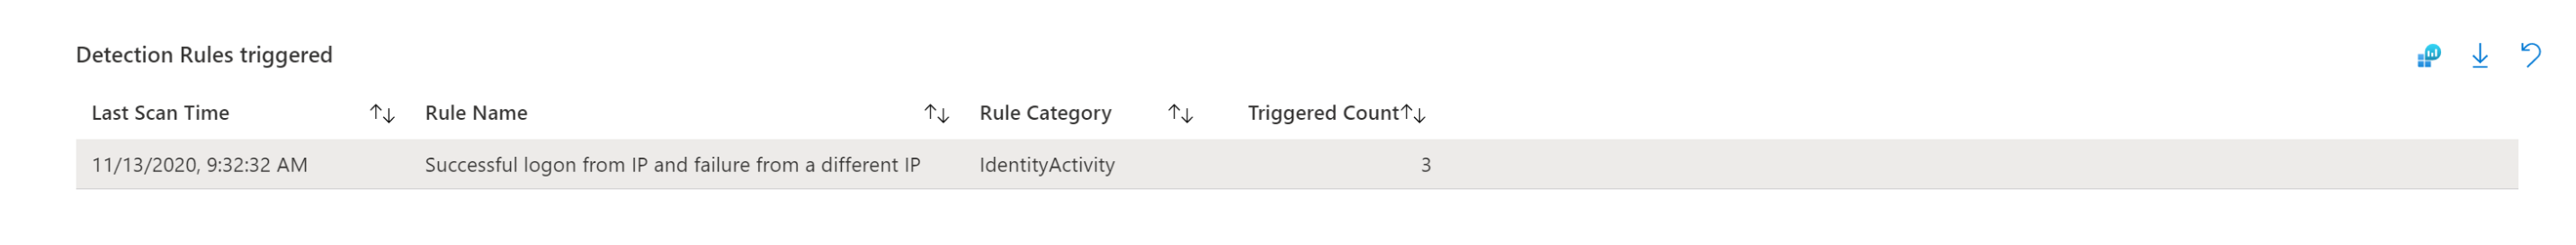 Detection Rules triggered
Last Scan Time Rule Name Rule Category Triggered Count
11/13/2020, 9:32:32 AM Successful logon from IP and failure from a different IP IdentityActivity 3